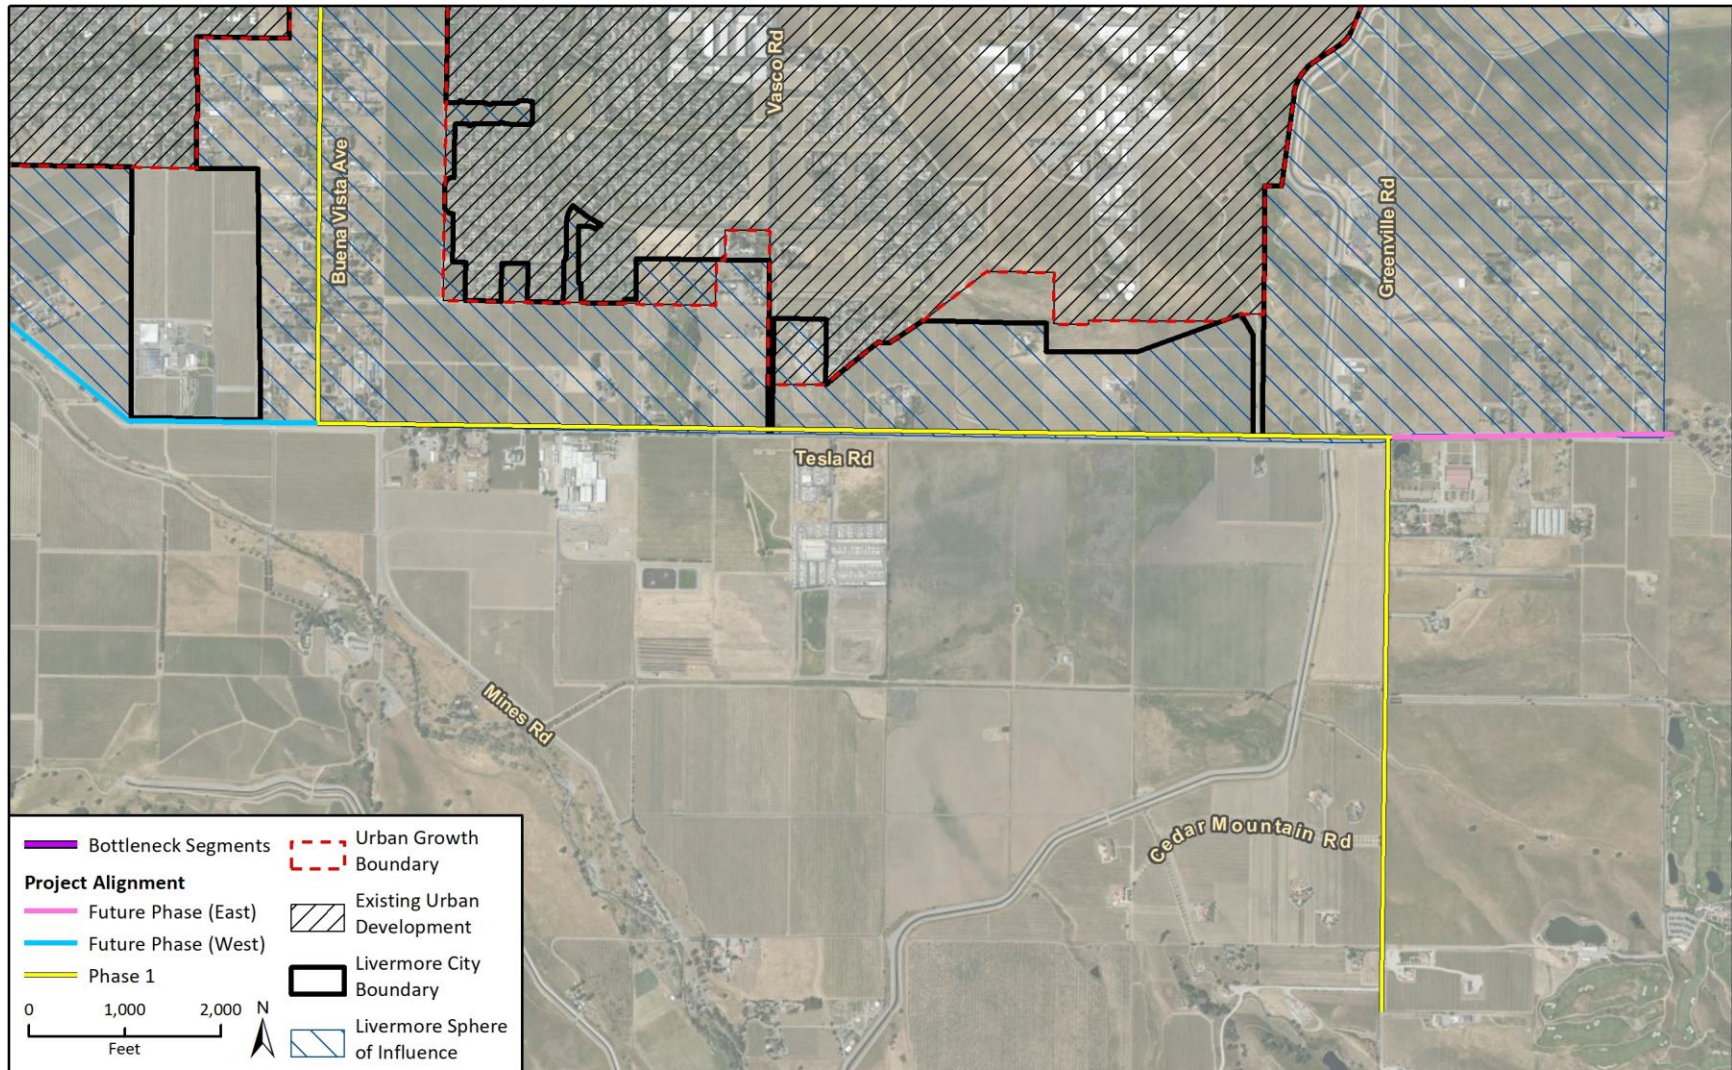 Vasco Rd
Buena Vista Ave
Greenville Rd
Tesla Rd
Mines Rd
Cedar Mountain Rd
Bottleneck Segments
Project Alignment
Future Phase (East)
Future Phase (West)
Phase 1
0 1,000 2,000
Feet
N
Urban Growth
Boundary
Existing Urban
Development
Livermore City
Boundary
Livermore Sphere
of Influence